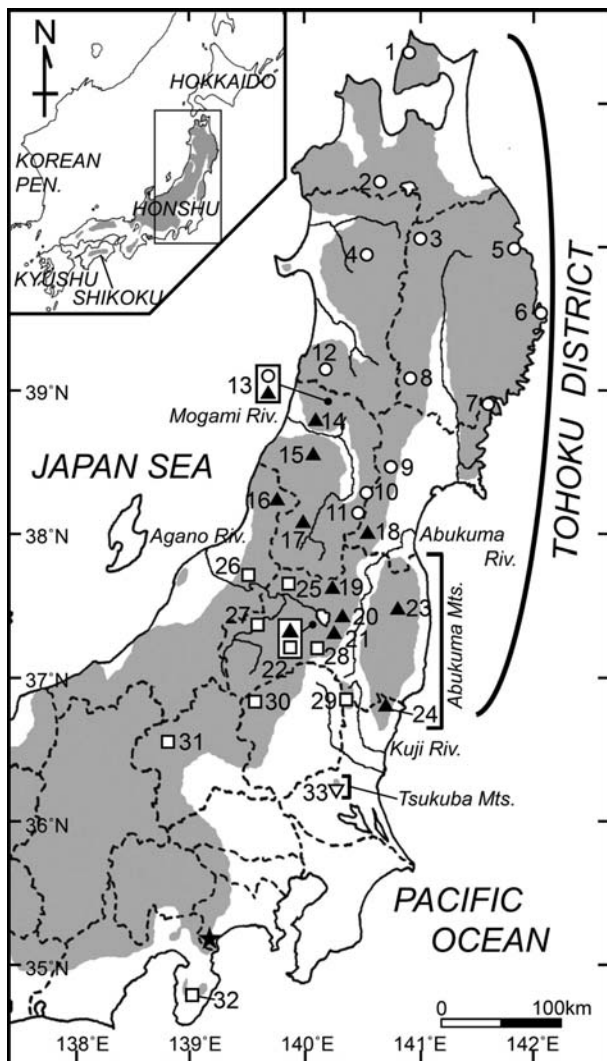 N
HOKKAIDO
KOREAN
PEN.
HONSHU
KYUSHU
SHIKOKU
1
2
3
4
5
6
TOHOKU DISTRICT
12
39°N
13
8
7
Mogami Riv.
14
15
9
JAPAN SEA
16
10
11
38°N
17
18
Agano Riv.
Abukuma
Riv.
26
25
19
23
27
20
21
Abukuma Mts.
22
28
37°N
30
29
24
31
Kuji Riv.
33
Tsukuba Mts.
36°N
PACIFIC
OCEAN
35°N
32
0 100km
138°E 139°E 140°E 141°E 142°E